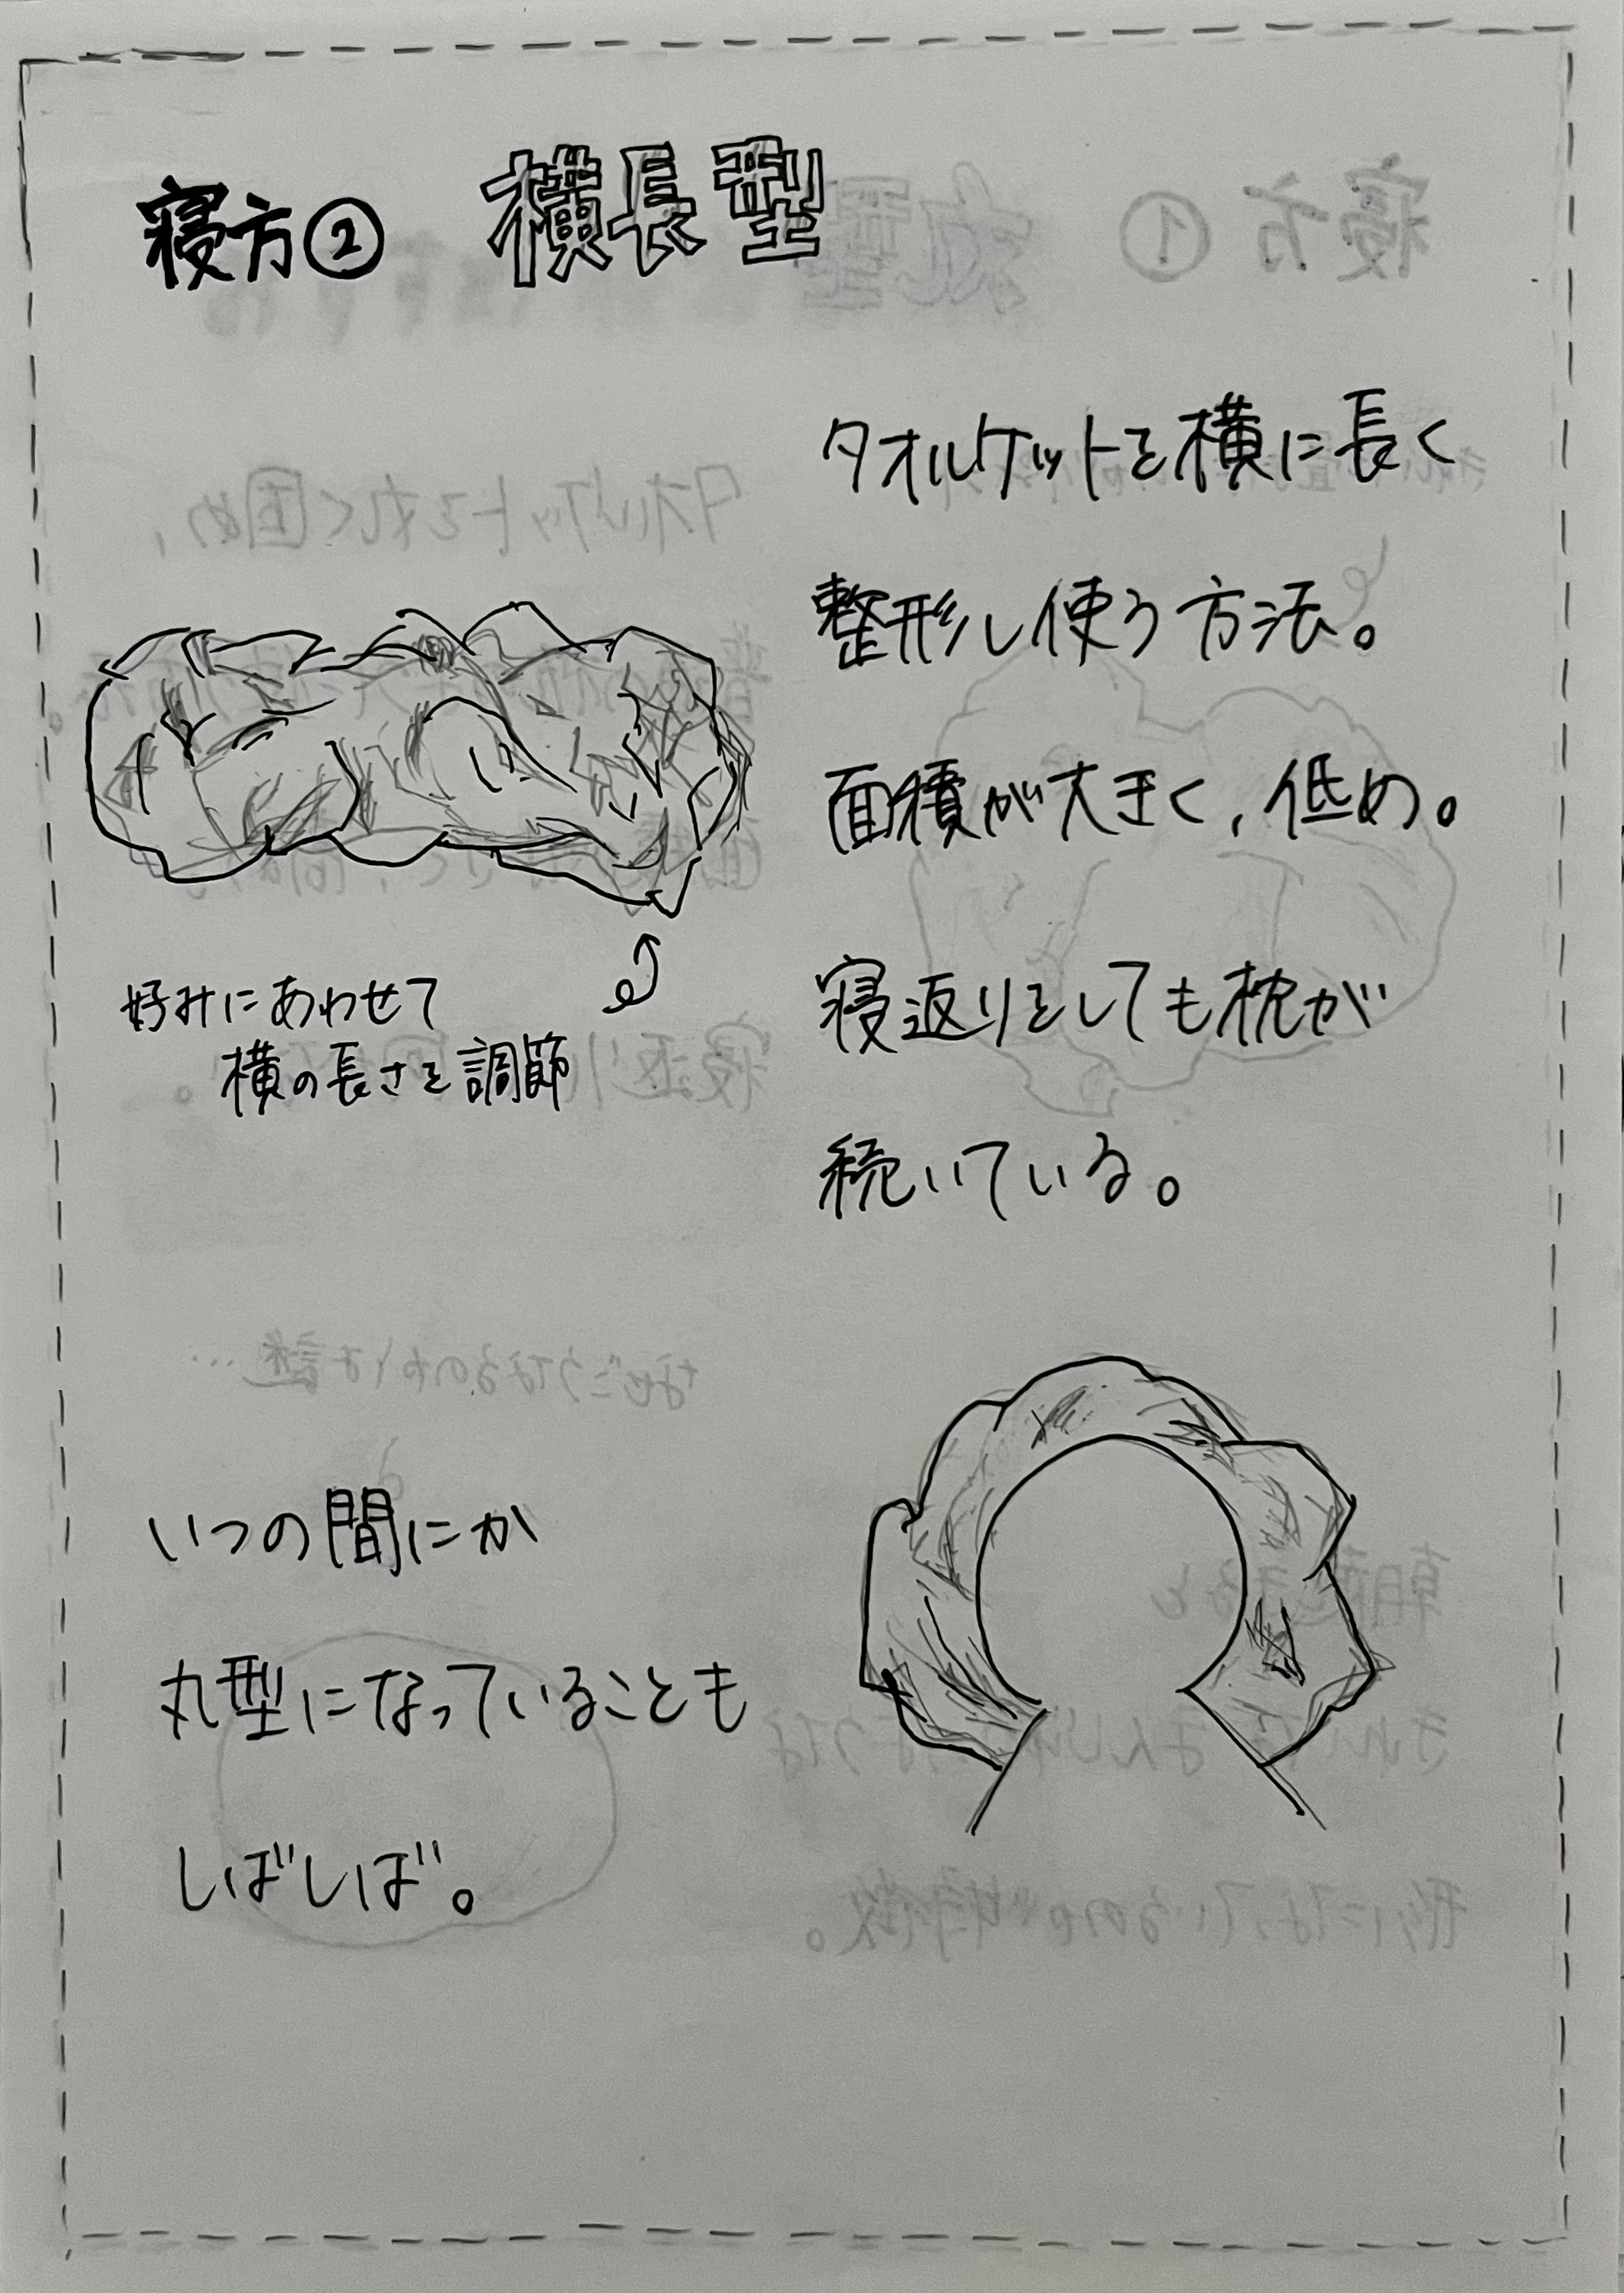 寝方② 横長型
タオルケットを横に長く
整形し使う方法。
面積が大きく、低め。
寝返りをしても枕が
続いている。
好みにあわせて
横の長さを調節
いつの間にか
丸型になっていることも
しばしば。